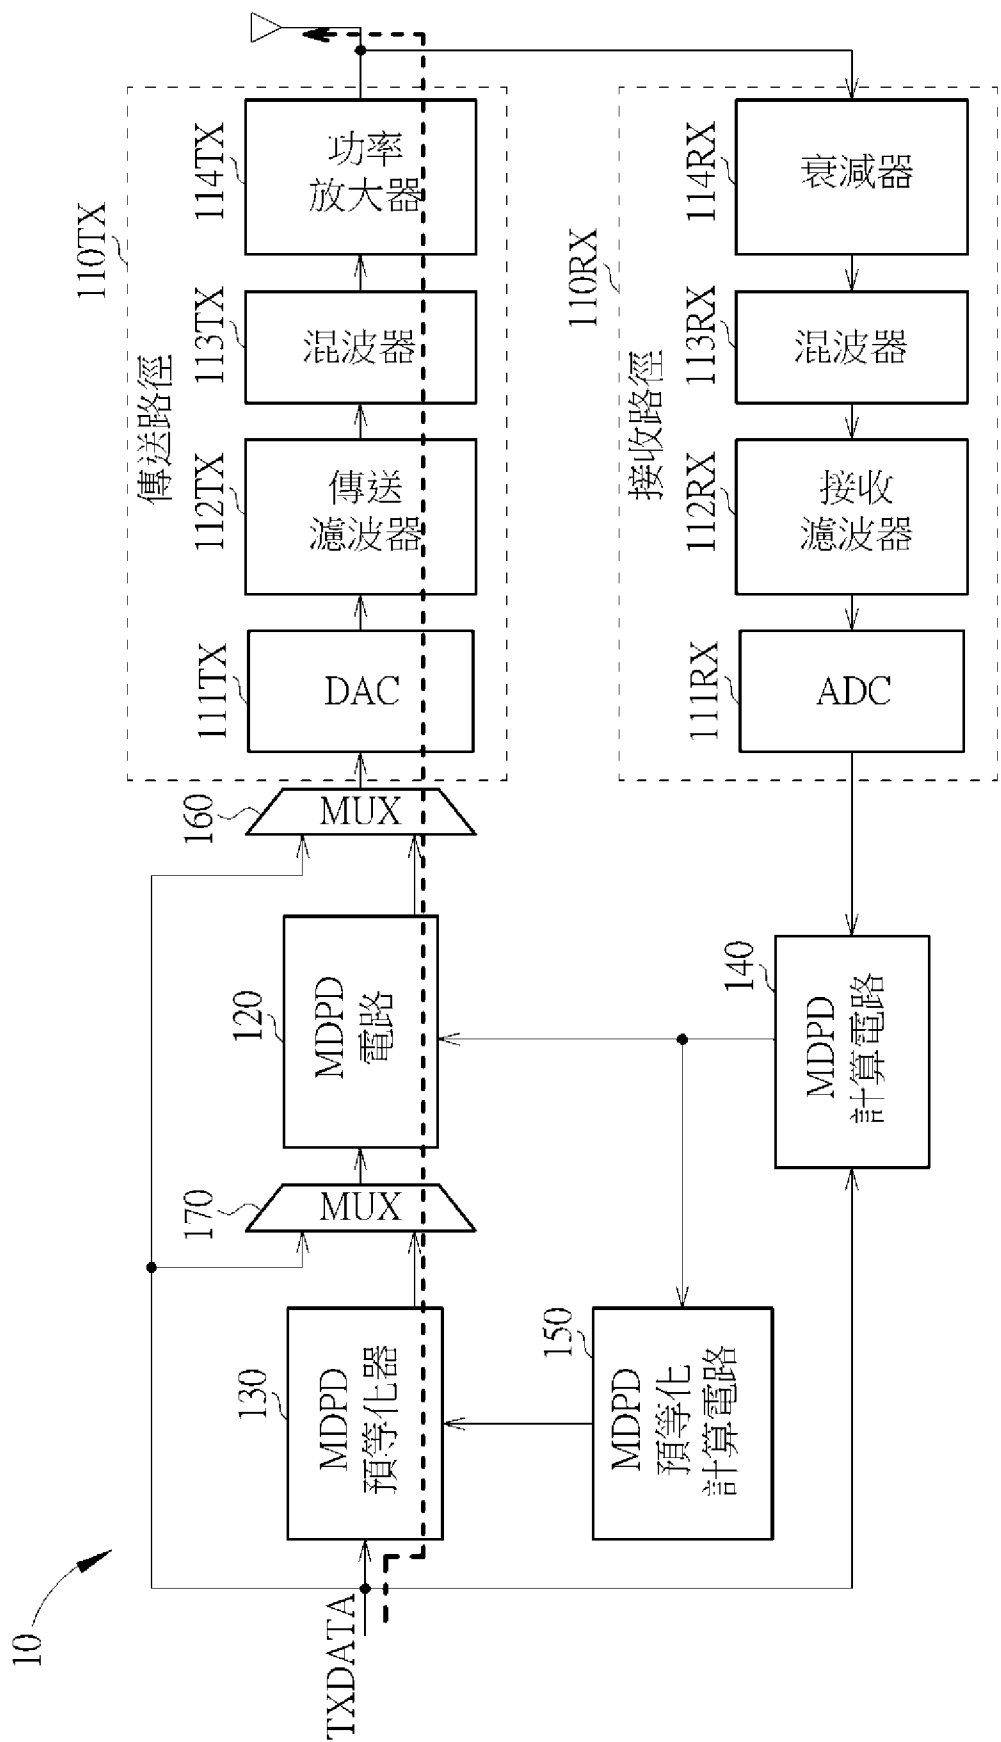 10
TXDATA
130
MDPD
預等化器
170
MUX
120
MDPD
電路
160
MUX
110TX
傳送路徑
111TX
DAC
112TX
傳送
濾波器
113TX
混波器
114TX
功率
放大器
150
MDPD
預等化
計算電路
140
MDPD
計算電路
110RX
接收路徑
111RX
ADC
112RX
接收
濾波器
113RX
混波器
114RX
衰減器